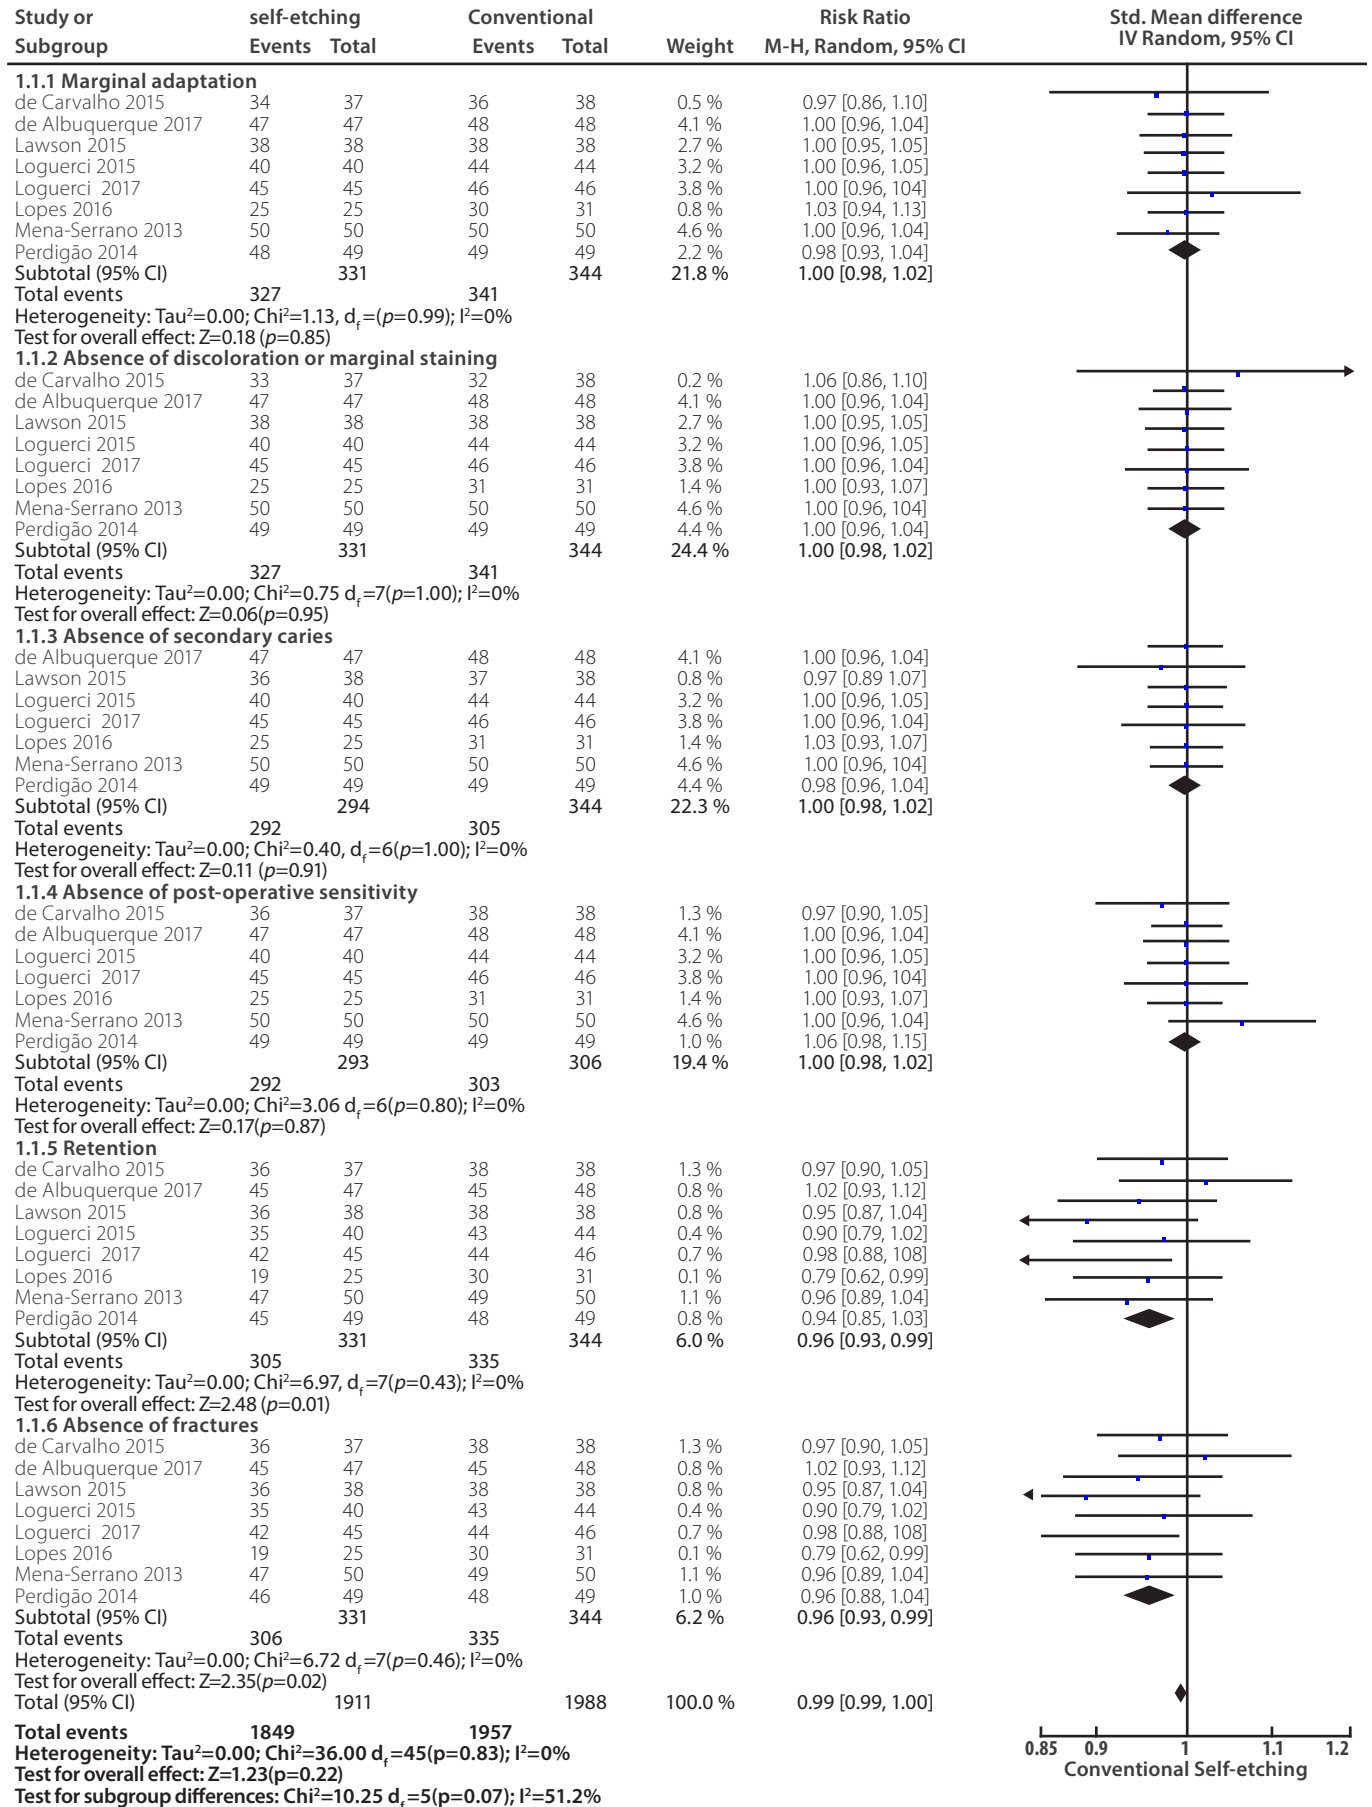 Study or self-etching Conventional Risk Ratio Std. Mean difference
Subgroup Events Total Events Total Weight M-H, Random, 95% CI IV Random, 95% CI
1.1.1 Marginal adaptation
de Carvalho 2015 34 37 36 38 0.5 % 0.97 [0.86, 1.10]
de Albuquerque 2017 47 47 48 48 4.1 % 1.00 [0.96, 1.04]
Lawson 2015 38 38 38 38 2.7 % 1.00 [0.95, 1.05]
Loguerci 2015 40 40 44 44 3.2 % 1.00 [0.96, 1.05]
Loguerci 2017 45 45 46 46 3.8 % 1.00 [0.96, 104]
Lopes 2016 25 25 30 31 0.8 % 1.03 [0.94, 1.13]
Mena-Serrano 2013 50 50 50 50 4.6 % 1.00 [0.96, 1.04]
Perdigão 2014 48 49 49 49 2.2 % 0.98 [0.93, 1.04]
Subtotal (95% CI) 331 344 21.8 % 1.00 [0.98, 1.02]
Total events 327 341
Heterogeneity: Tau²=0.00; Chi²=1.13, df=(p=0.99); I²=0%
Test for overall effect: Z=0.18 (p=0.85)
1.1.2 Absence of discoloration or marginal staining
de Carvalho 2015 33 37 32 38 0.2 % 1.06 [0.86, 1.10]
de Albuquerque 2017 47 47 48 48 4.1 % 1.00 [0.96, 1.04]
Lawson 2015 38 38 38 38 2.7 % 1.00 [0.95, 1.05]
Loguerci 2015 40 40 44 44 3.2 % 1.00 [0.96, 1.05]
Loguerci 2017 45 45 46 46 3.8 % 1.00 [0.96, 1.04]
Lopes 2016 25 25 31 31 1.4 % 1.00 [0.93, 1.07]
Mena-Serrano 2013 50 50 50 50 4.6 % 1.00 [0.96, 104]
Perdigão 2014 49 49 49 49 4.4 % 1.00 [0.96, 1.04]
Subtotal (95% CI) 331 344 24.4 % 1.00 [0.98, 1.02]
Total events 327 341
Heterogeneity: Tau²=0.00; Chi²=0.75 df=7(p=1.00); I²=0%
Test for overall effect: Z=0.06(p=0.95)
1.1.3 Absence of secondary caries
de Albuquerque 2017 47 47 48 48 4.1 % 1.00 [0.96, 1.04]
Lawson 2015 36 38 37 38 0.8 % 0.97 [0.89 1.07]
Loguerci 2015 40 40 44 44 3.2 % 1.00 [0.96, 1.05]
Loguerci 2017 45 45 46 46 3.8 % 1.00 [0.96, 1.04]
Lopes 2016 25 25 31 31 1.4 % 1.03 [0.93, 1.07]
Mena-Serrano 2013 50 50 50 50 4.6 % 1.00 [0.96, 104]
Perdigão 2014 49 49 49 49 4.4 % 0.98 [0.96, 1.04]
Subtotal (95% CI) 294 344 22.3 % 1.00 [0.98, 1.02]
Total events 292 305
Heterogeneity: Tau²=0.00; Chi²=0.40, df=6(p=1.00); I²=0%
Test for overall effect: Z=0.11 (p=0.91)
1.1.4 Absence of post-operative sensitivity
de Carvalho 2015 36 37 38 38 1.3 % 0.97 [0.90, 1.05]
de Albuquerque 2017 47 47 48 48 4.1 % 1.00 [0.96, 1.04]
Loguerci 2015 40 40 44 44 3.2 % 1.00 [0.96, 1.05]
Loguerci 2017 45 45 46 46 3.8 % 1.00 [0.96, 104]
Lopes 2016 25 25 31 31 1.4 % 1.00 [0.93, 1.07]
Mena-Serrano 2013 50 50 50 50 4.6 % 1.00 [0.96, 1.04]
Perdigão 2014 49 49 49 49 1.0 % 1.06 [0.98, 1.15]
Subtotal (95% CI) 293 306 19.4 % 1.00 [0.98, 1.02]
Total events 292 303
Heterogeneity: Tau²=0.00; Chi²=3.06 df=6(p=0.80); I²=0%
Test for overall effect: Z=0.17(p=0.87)
1.1.5 Retention
de Carvalho 2015 36 37 38 38 1.3 % 0.97 [0.90, 1.05]
de Albuquerque 2017 45 47 45 48 0.8 % 1.02 [0.93, 1.12]
Lawson 2015 36 38 38 38 0.8 % 0.95 [0.87, 1.04]
Loguerci 2015 35 40 43 44 0.4 % 0.90 [0.79, 1.02]
Loguerci 2017 42 45 44 46 0.7 % 0.98 [0.88, 108]
Lopes 2016 19 25 30 31 0.1 % 0.79 [0.62, 0.99]
Mena-Serrano 2013 47 50 49 50 1.1 % 0.96 [0.89, 1.04]
Perdigão 2014 45 49 48 49 0.8 % 0.94 [0.85, 1.03]
Subtotal (95% CI) 331 344 6.0 % 0.96 [0.93, 0.99]
Total events 305 335
Heterogeneity: Tau²=0.00; Chi²=6.97, df=7(p=0.43); I²=0%
Test for overall effect: Z=2.48 (p=0.01)
1.1.6 Absence of fractures
de Carvalho 2015 36 37 38 38 1.3 % 0.97 [0.90, 1.05]
de Albuquerque 2017 45 47 45 48 0.8 % 1.02 [0.93, 1.12]
Lawson 2015 36 38 38 38 0.8 % 0.95 [0.87, 1.04]
Loguerci 2015 35 40 43 44 0.4 % 0.90 [0.79, 1.02]
Loguerci 2017 42 45 44 46 0.7 % 0.98 [0.88, 108]
Lopes 2016 19 25 30 31 0.1 % 0.79 [0.62, 0.99]
Mena-Serrano 2013 47 50 49 50 1.1 % 0.96 [0.89, 1.04]
Perdigão 2014 46 49 48 49 1.0 % 0.96 [0.88, 1.04]
Subtotal (95% CI) 331 344 6.2 % 0.96 [0.93, 0.99]
Total events 306 335
Heterogeneity: Tau²=0.00; Chi²=6.72 df=7(p=0.46); I²=0%
Test for overall effect: Z=2.35(p=0.02)
Total (95% CI) 1911 1988 100.0 % 0.99 [0.99, 1.00]
Total events 1849 1957
Heterogeneity: Tau²=0.00; Chi²=36.00 df=45(p=0.83); I²=0%
Test for overall effect: Z=1.23(p=0.22)
Test for subgroup differences: Chi²=10.25 df=5(p=0.07); I²=51.2%
0.85 0.9 1 1.1 1.2
Conventional Self-etching